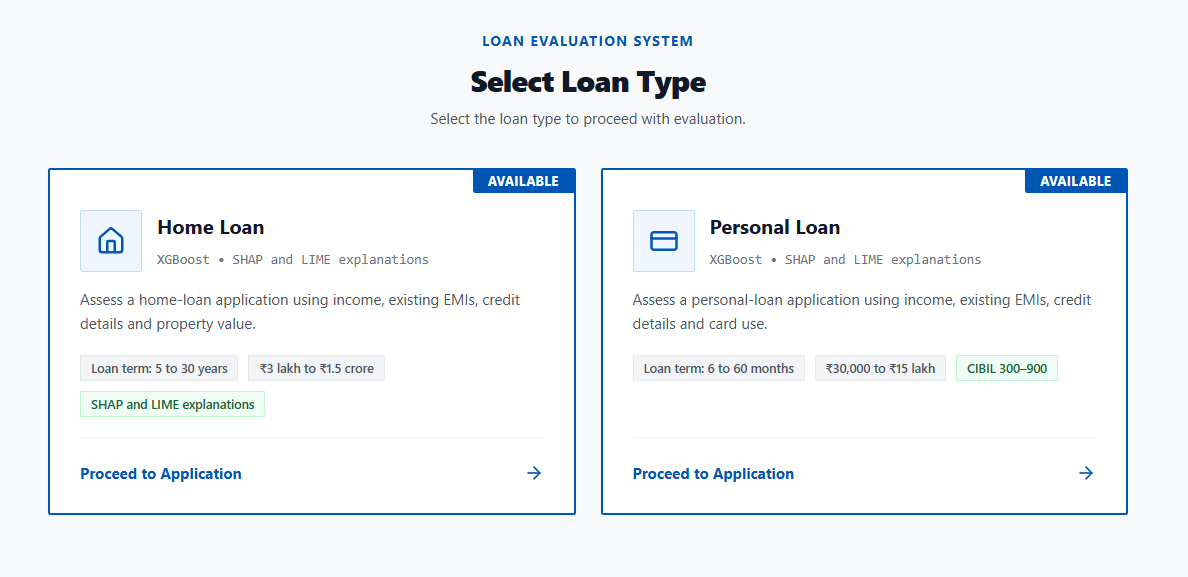 LOAN EVALUATION SYSTEM
Select Loan Type
Select the loan type to proceed with evaluation.
AVAILABLE
Home Loan
XGBoost • SHAP and LIME explanations
Assess a home-loan application using income, existing EMIs, credit
details and property value.
Loan term: 5 to 30 years
₹3 lakh to ₹1.5 crore
SHAP and LIME explanations
Proceed to Application
AVAILABLE
Personal Loan
XGBoost • SHAP and LIME explanations
Assess a personal-loan application using income, existing EMIs, credit
details and card use.
Loan term: 6 to 60 months
₹30,000 to ₹15 lakh
CIBIL 300–900
Proceed to Application